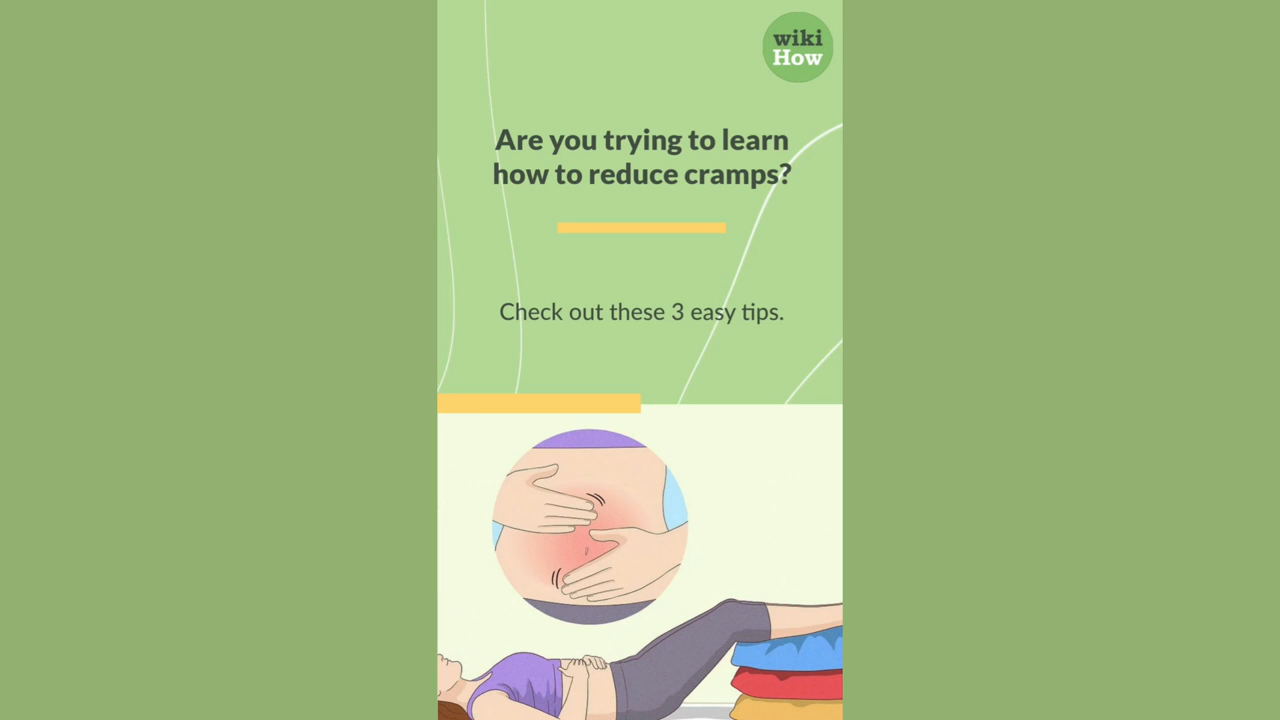 wiki
How
Are you trying to learn
how to reduce cramps?
Check out these 3 easy tips.